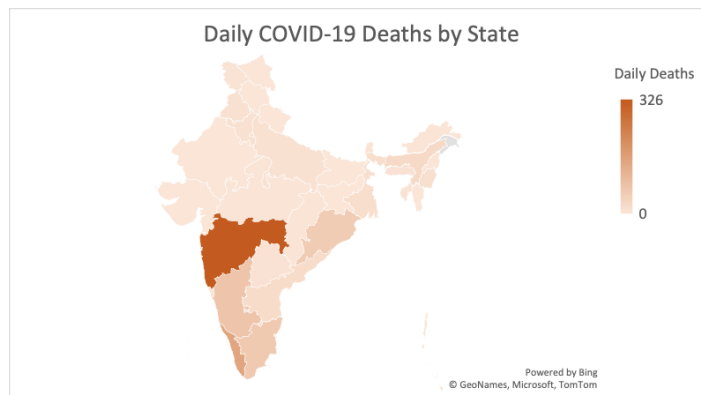 Daily COVID-19 Deaths by State
Daily Deaths
326
0
Powered by Bing
© GeoNames, Microsoft, TomTom